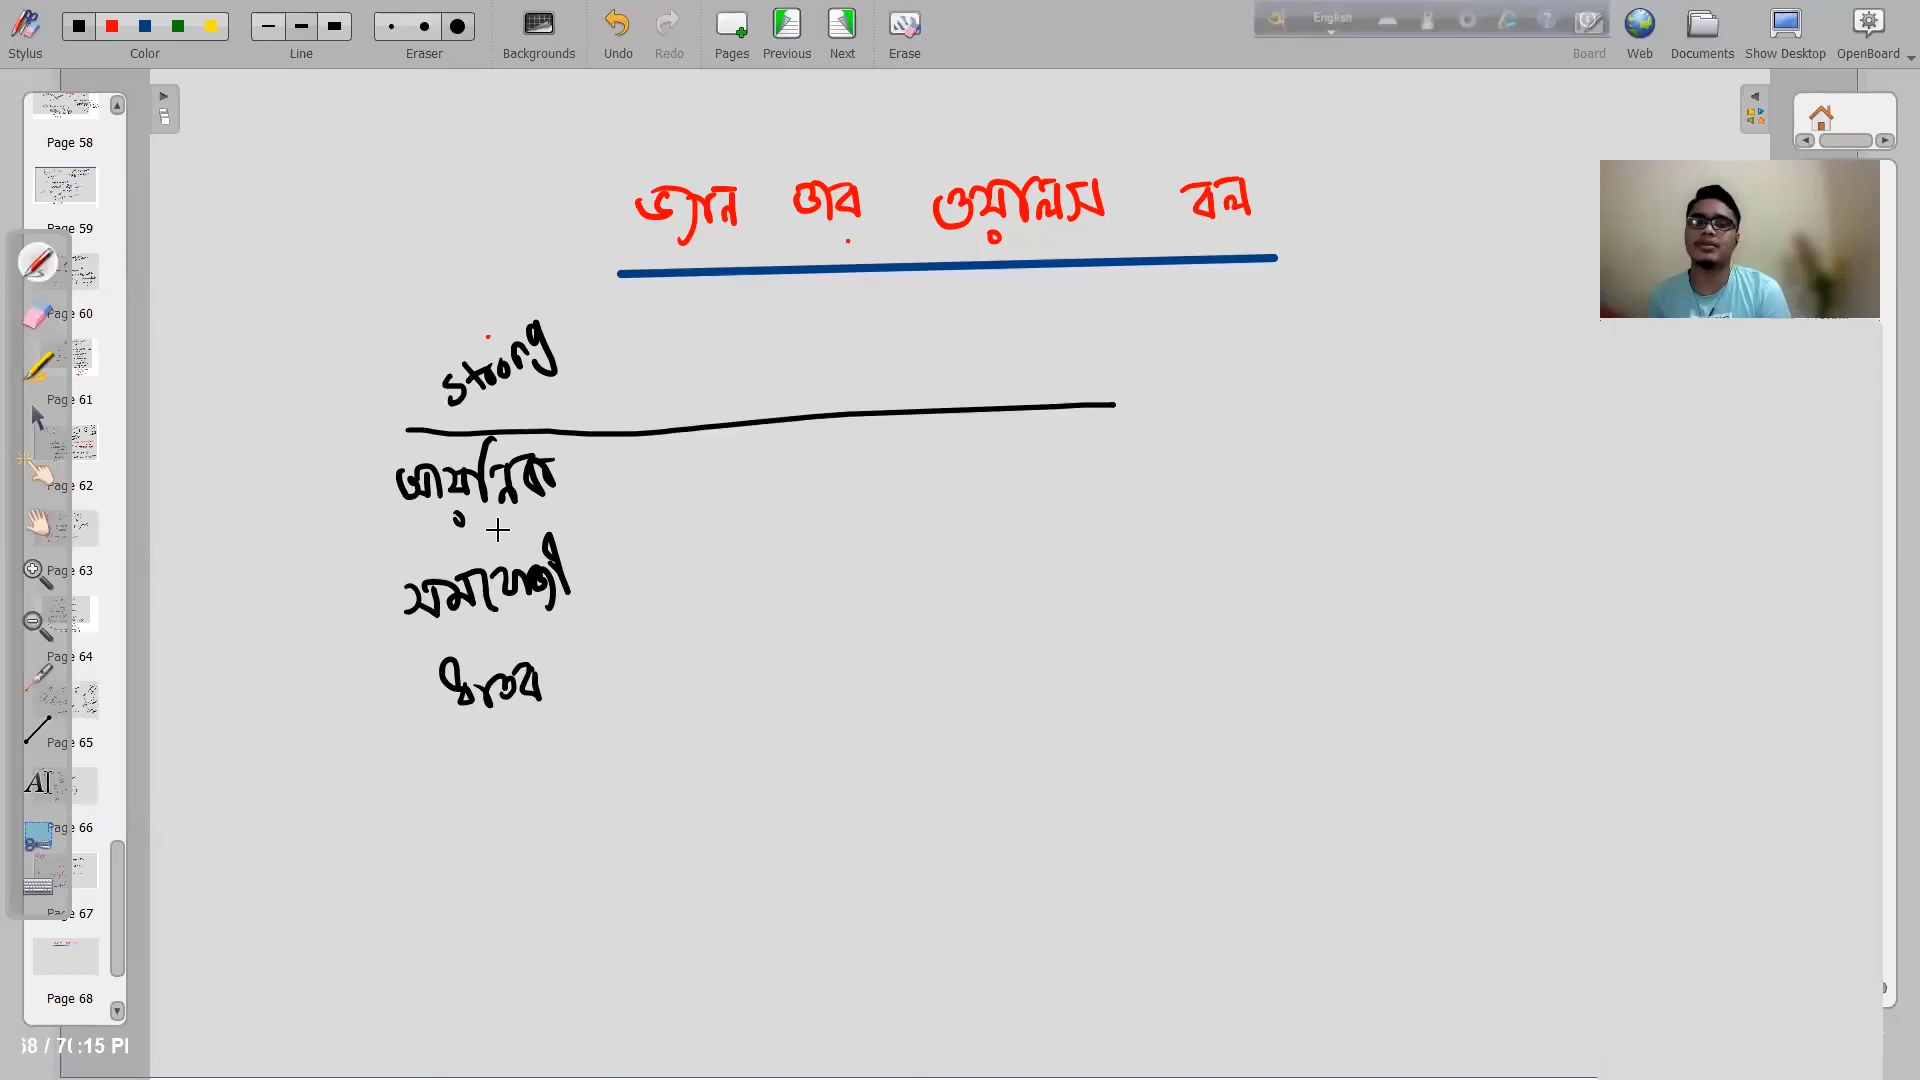 Stylus Color Line Eraser Backgrounds Undo Redo Pages Previous Next Erase Board Web Documents Show Desktop OpenBoard
English
Page 58
Page 59
Page 60
Page 61
Page 62
Page 63
Page 64
Page 65
Page 66
Page 67
Page 68
ভ্যান ডার ওয়ালস বল
strong
আয়নিক
সমযোজী
ধাতব